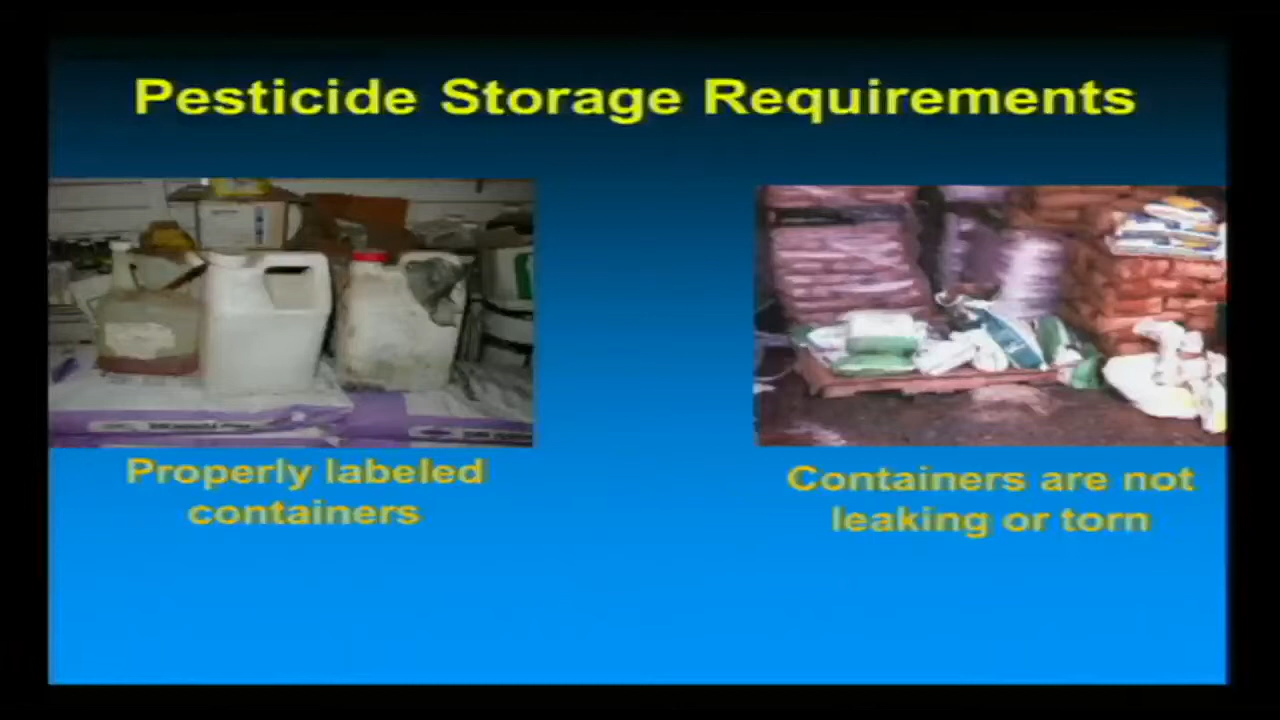 Pesticide Storage Requirements
Properly labeled
containers
Containers are not
leaking or torn